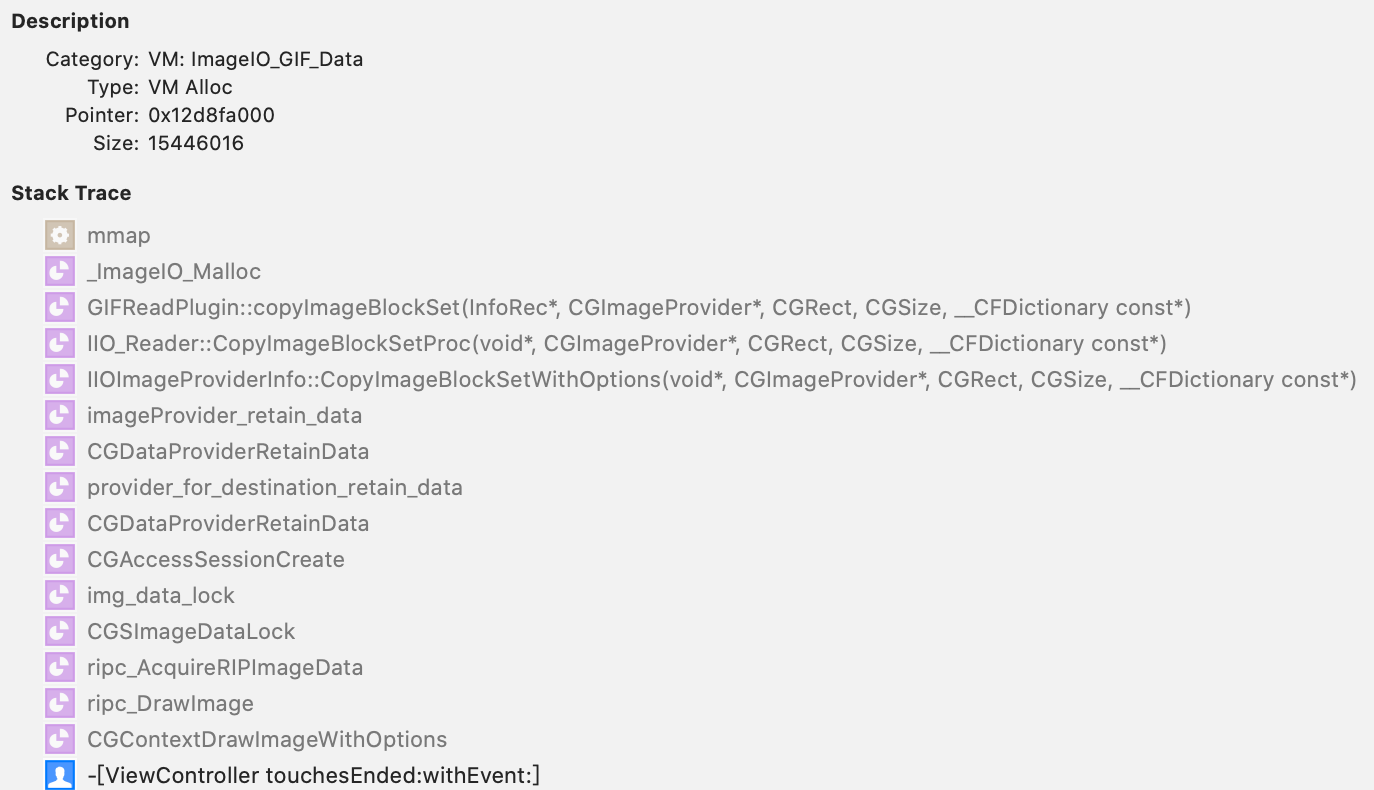 Description
Category: VM: ImageIO_GIF_Data
Type: VM Alloc
Pointer: 0x12d8fa000
Size: 15446016
Stack Trace
mmap
_ImageIO_Malloc
GIFReadPlugin::copyImageBlockSet(InfoRec*, CGImageProvider*, CGRect, CGSize, __CFDictionary const*)
IIO_Reader::CopyImageBlockSetProc(void*, CGImageProvider*, CGRect, CGSize, __CFDictionary const*)
IIOImageProviderInfo::CopyImageBlockSetWithOptions(void*, CGImageProvider*, CGRect, CGSize, __CFDictionary const*)
imageProvider_retain_data
CGDataProviderRetainData
provider_for_destination_retain_data
CGDataProviderRetainData
CGAccessSessionCreate
img_data_lock
CGSImageDataLock
ripc_AcquireRIPImageData
ripc_DrawImage
CGContextDrawImageWithOptions
-[ViewController touchesEnded:withEvent:]